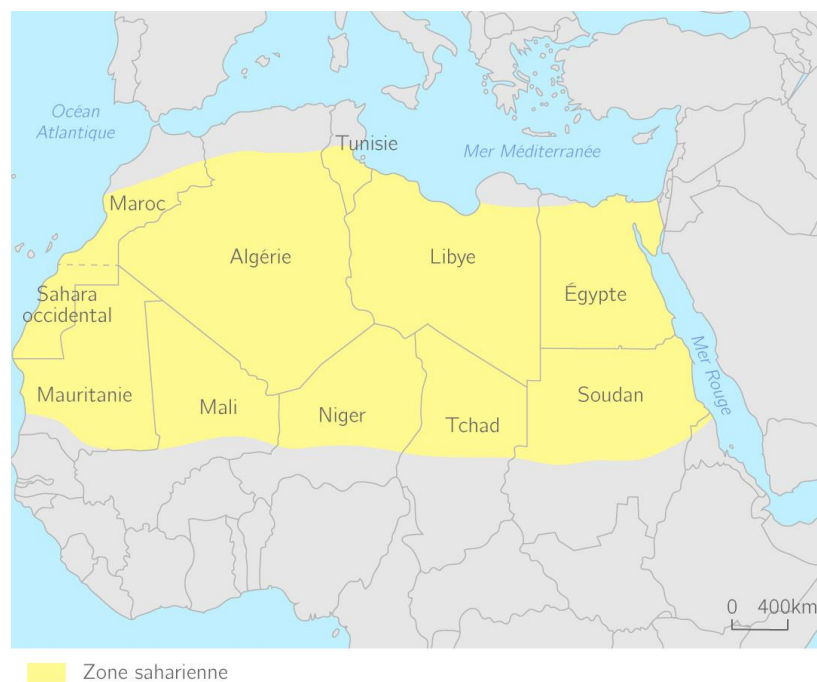 Océan
Atlantique
Tunisie
Mer Méditerranée
Maroc
Algérie
Libye
Égypte
Sahara
occidental
Mer Rouge
Mauritanie
Mali
Niger
Tchad
Soudan
0 400km
Zone saharienne